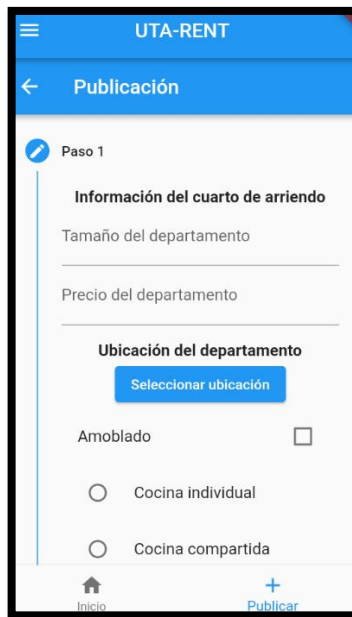 UTA-RENT
Publicación
Paso 1
Información del cuarto de arriendo
Tamaño del departamento
Precio del departamento
Ubicación del departamento
Seleccionar ubicación
Amoblado
Cocina individual
Cocina compartida
Inicio
Publicar